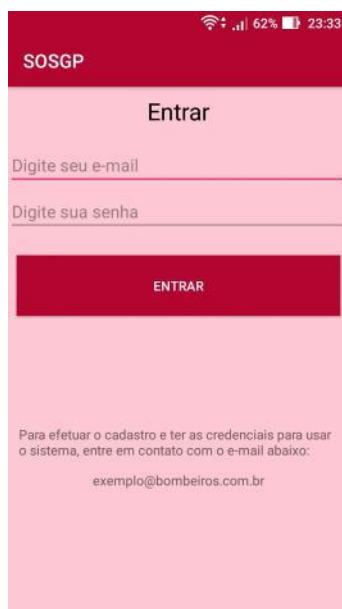 62% 23:33
SOSGP
Entrar
Digite seu e-mail
Digite sua senha
ENTRAR
Para efetuar o cadastro e ter as credenciais para usar
o sistema, entre em contato com o e-mail abaixo:
exemplo@bombeiros.com.br